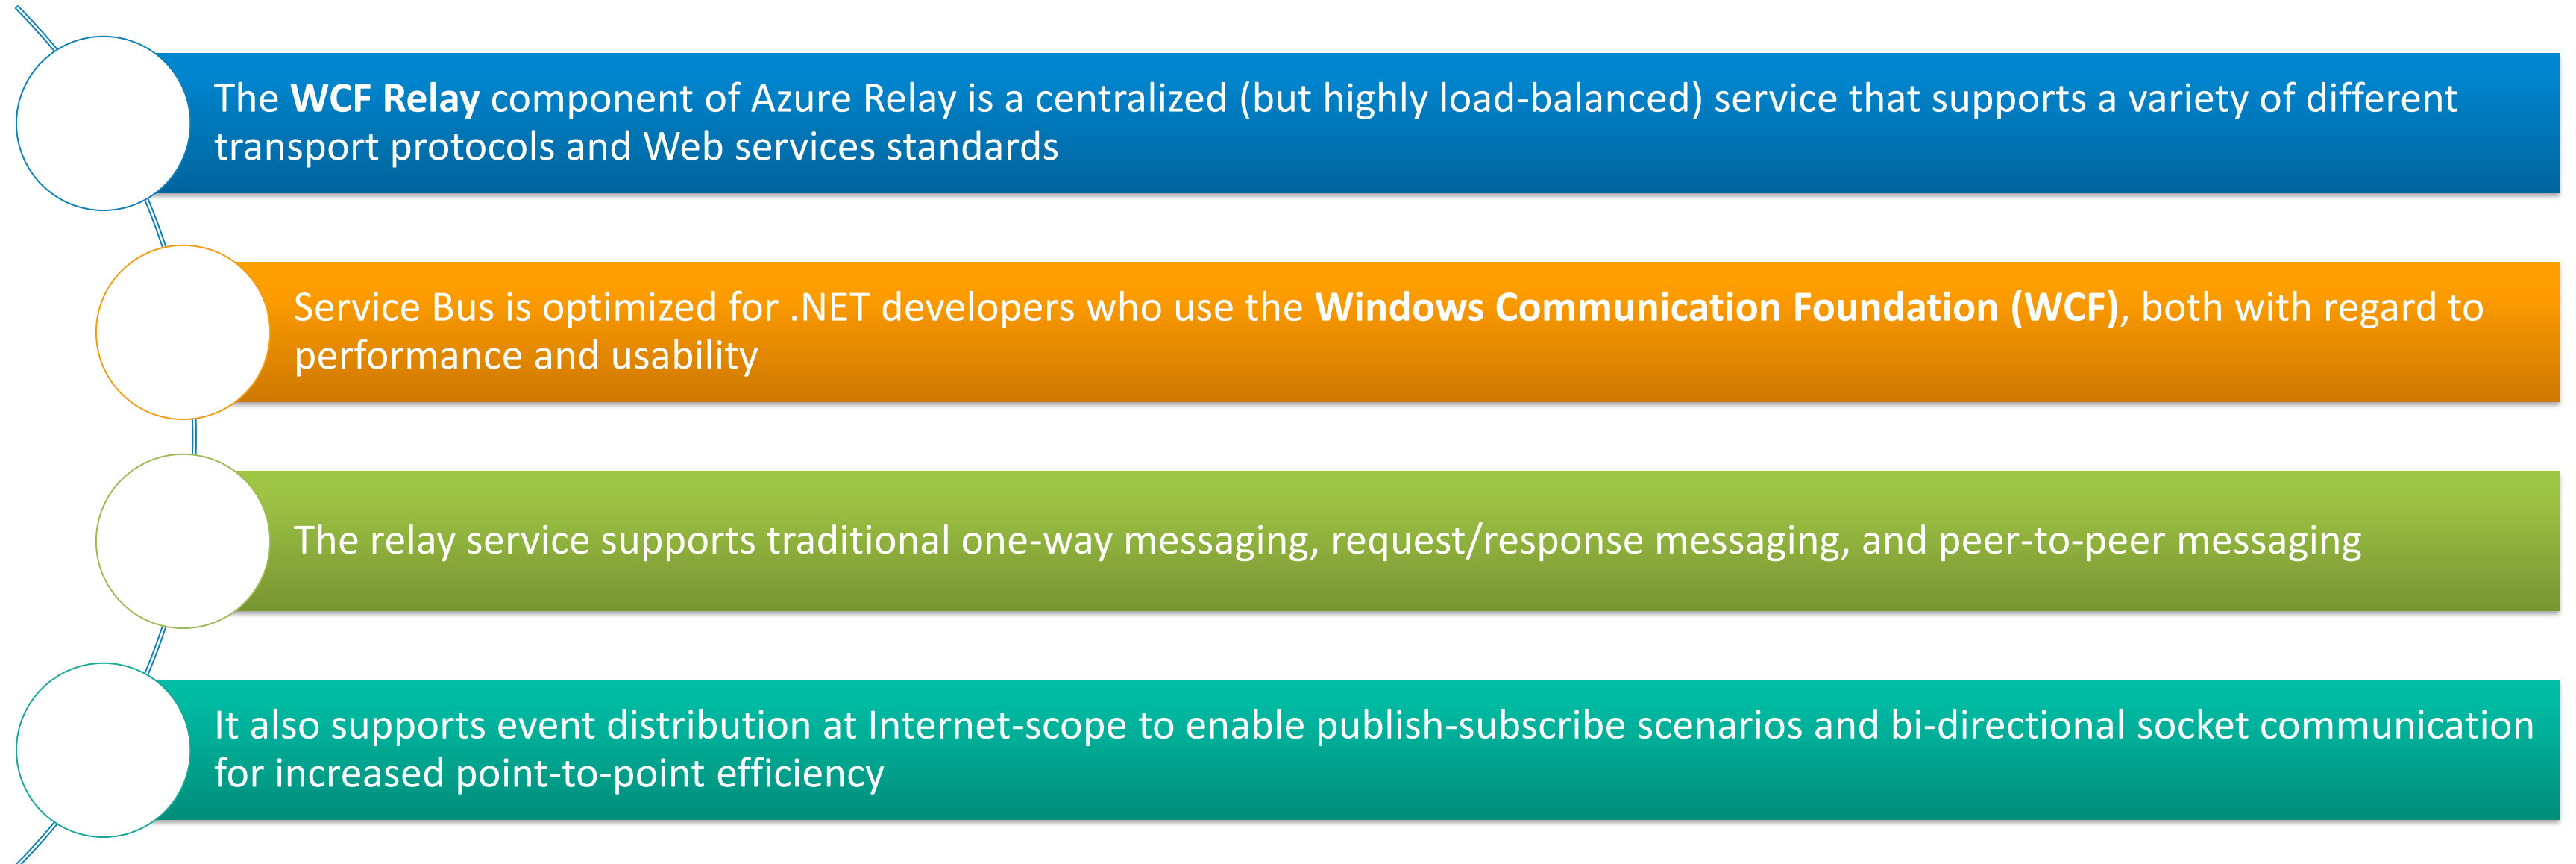 The WCF Relay component of Azure Relay is a centralized (but highly load-balanced) service that supports a variety of different
transport protocols and Web services standards
Service Bus is optimized for .NET developers who use the Windows Communication Foundation (WCF), both with regard to
performance and usability
The relay service supports traditional one-way messaging, request/response messaging, and peer-to-peer messaging
It also supports event distribution at Internet-scope to enable publish-subscribe scenarios and bi-directional socket communication
for increased point-to-point efficiency